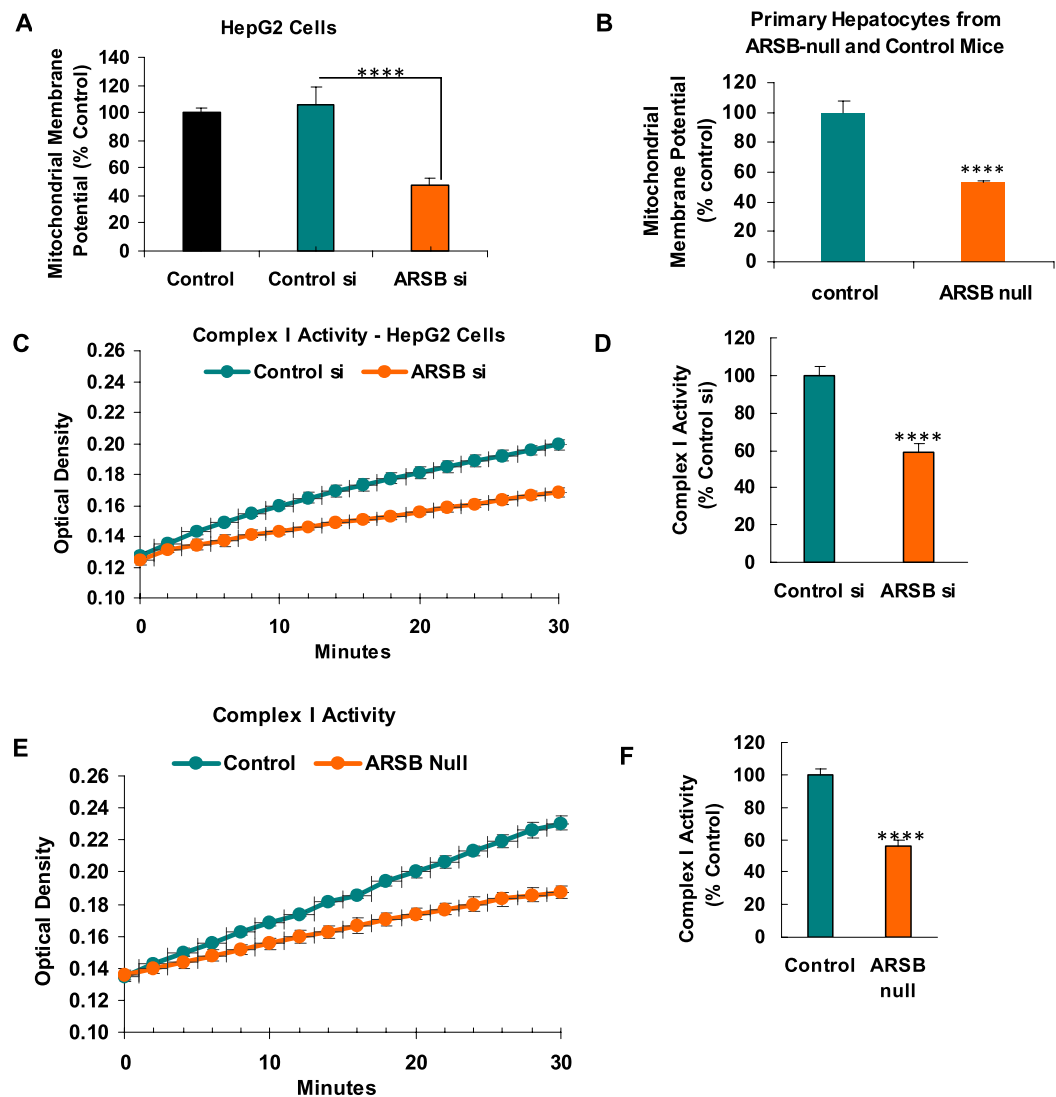 A
HepG2 Cells
Mitochondrial Membrane
Potential (% Control)
140
120
100
80
60
40
20
0
****
Control
Control si
ARSB si
B
Primary Hepatocytes from
ARSB-null and Control Mice
Mitochondrial
Membrane Potential
(% control)
120
100
80
60
40
20
0
****
control
ARSB null
C
Complex I Activity - HepG2 Cells
Control si
ARSB si
Optical Density
0.26
0.24
0.22
0.20
0.18
0.16
0.14
0.12
0.10
0
10
20
30
Minutes
D
Complex I Activity
(% Control si)
120
100
80
60
40
20
0
****
Control si
ARSB si
E
Complex I Activity
Control
ARSB Null
Optical Density
0.26
0.24
0.22
0.20
0.18
0.16
0.14
0.12
0.10
0
10
20
30
Minutes
F
Complex I Activity
(% Control)
120
100
80
60
40
20
0
****
Control
ARSB
null